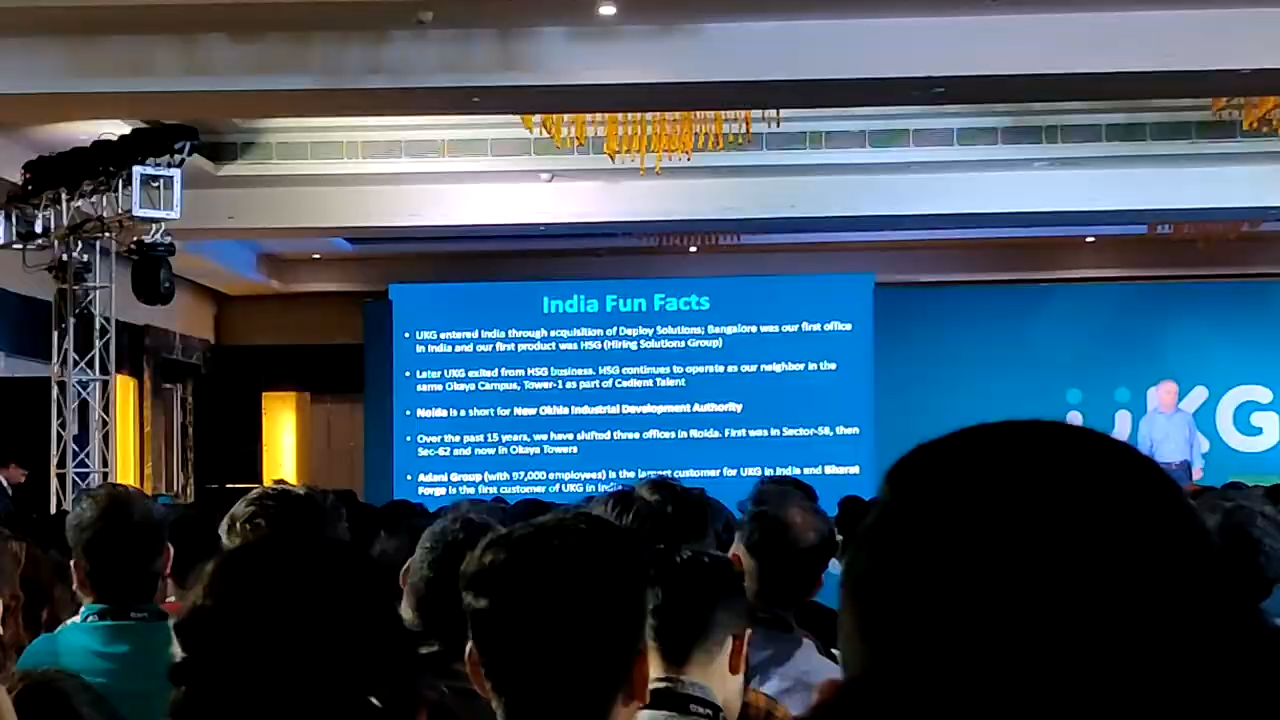 India Fun Facts
• UKG entered India through acquisition of Deploy Solutions; Bangalore was our first office
in India and our first product was HSG (Hiring Solutions Group)
• Later UKG exited from HSG business. HSG continues to operate as our neighbor in the
same Okaya Campus, Tower-1 as part of Cadient Talent
• Noida is a short for New Okhla Industrial Development Authority
• Over the past 15 years, we have shifted three offices in Noida. First was in Sector-58, then
Sec-62 and now in Okaya Towers
• Adani Group (with 97,000 employees) is the largest customer for UKG in India and Bharat
Forge is the first customer of UKG in India
UKG